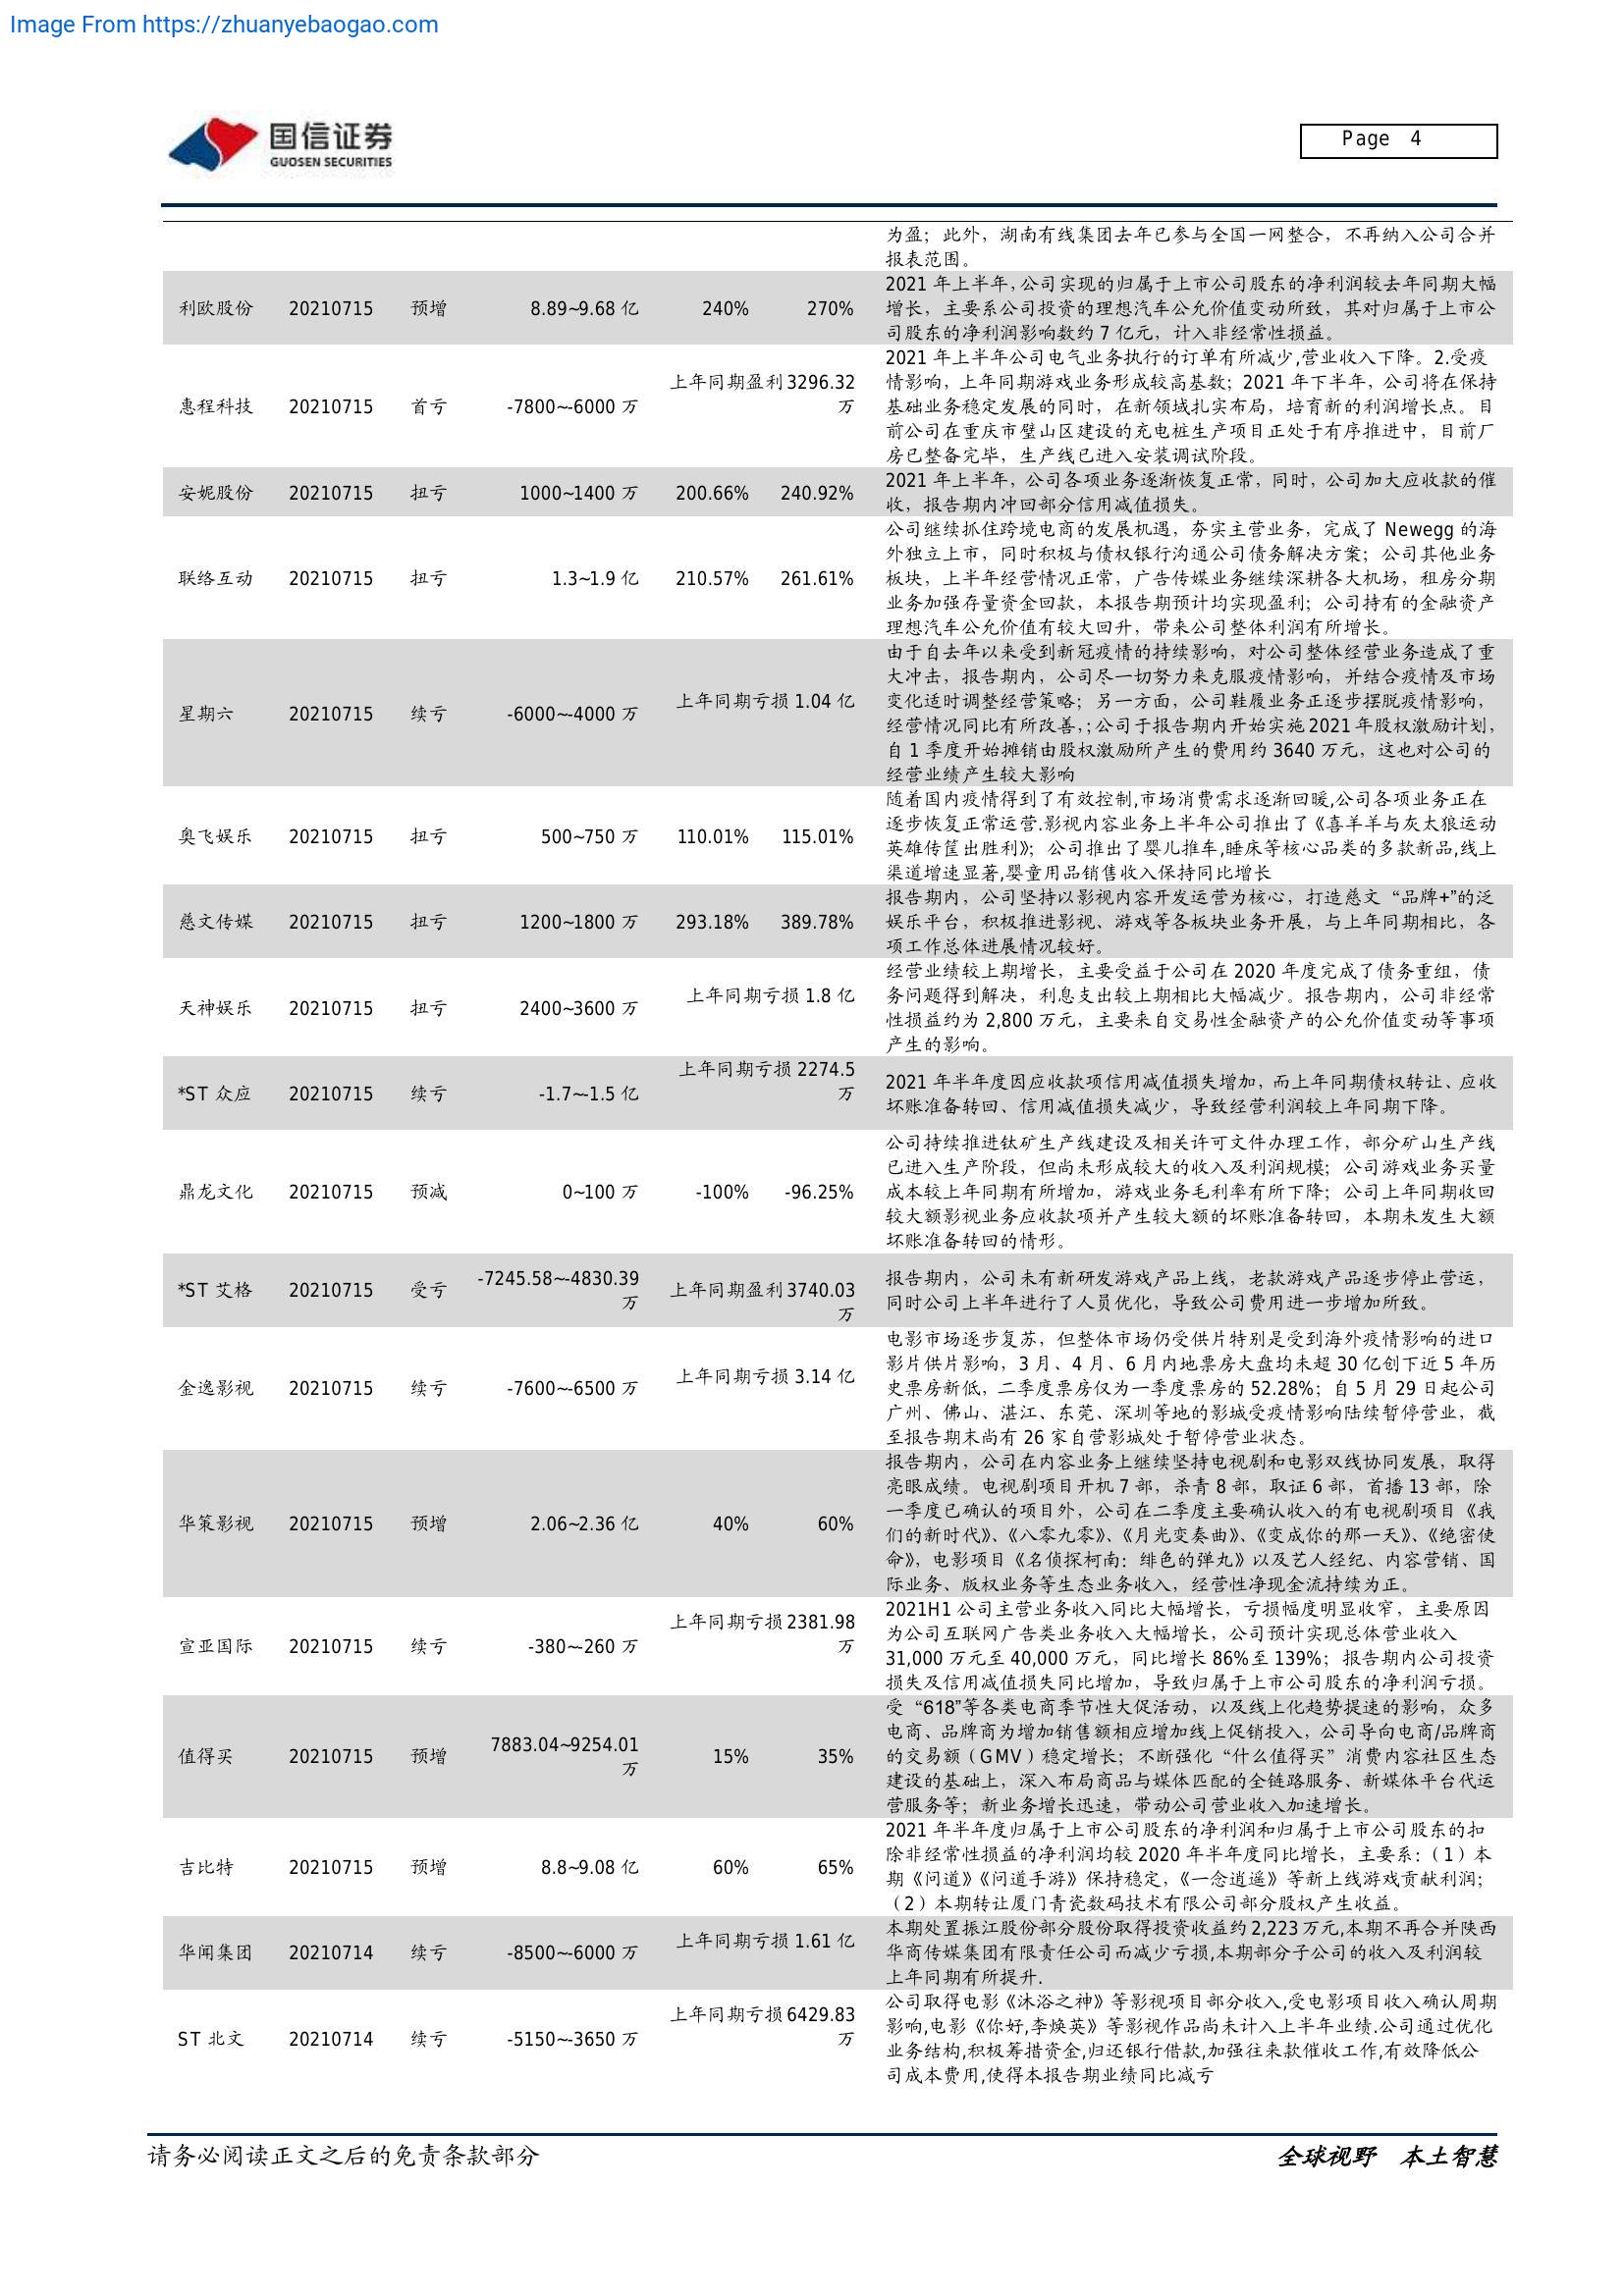 Image From https://zhuanyebaogao.com
国信证券
GUOSEN SECURITIES
Page 4
为盈；此外，湖南有线集团去年已参与全国一网整合，不再纳入公司合并
报表范围。
利欧股份 20210715 预增 8.89~9.68 亿 240% 270%
2021 年上半年，公司实现的归属于上市公司股东的净利润较去年同期大幅
增长，主要系公司投资的理想汽车公允价值变动所致，其对归属于上市公
司股东的净利润影响数约 7 亿元，计入非经常性损益。
惠程科技 20210715 首亏 -7800~-6000 万 上年同期盈利 3296.32
万
2021 年上半年公司电气业务执行的订单有所减少,营业收入下降。2.受疫
情影响，上年同期游戏业务形成较高基数；2021 年下半年，公司将在保持
基础业务稳定发展的同时，在新领域扎实布局，培育新的利润增长点。目
前公司在重庆市璧山区建设的充电桩生产项目正处于有序推进中，目前厂
房已整备完毕，生产线已进入安装调试阶段。
安妮股份 20210715 扭亏 1000~1400 万 200.66% 240.92%
2021 年上半年，公司各项业务逐渐恢复正常，同时，公司加大应收款的催
收，报告期内冲回部分信用减值损失。
联络互动 20210715 扭亏 1.3~1.9 亿 210.57% 261.61%
公司继续抓住跨境电商的发展机遇，夯实主营业务，完成了 Newegg 的海
外独立上市，同时积极与债权银行沟通公司债务解决方案；公司其他业务
板块，上半年经营情况正常，广告传媒业务继续深耕各大机场，租房分期
业务加强存量资金回款，本报告期预计均实现盈利；公司持有的金融资产
理想汽车公允价值有较大回升，带来公司整体利润有所增长。
星期六 20210715 续亏 -6000~-4000 万 上年同期亏损 1.04 亿
由于自去年以来受到新冠疫情的持续影响，对公司整体经营业务造成了重
大冲击，报告期内，公司尽一切努力来克服疫情影响，并结合疫情及市场
变化适时调整经营策略；另一方面，公司鞋履业务正逐步摆脱疫情影响，
经营情况同比有所改善,；公司于报告期内开始实施 2021 年股权激励计划，
自 1 季度开始摊销由股权激励所产生的费用约 3640 万元，这也对公司的
经营业绩产生较大影响
奥飞娱乐 20210715 扭亏 500~750 万 110.01% 115.01%
随着国内疫情得到了有效控制,市场消费需求逐渐回暖,公司各项业务正在
逐步恢复正常运营.影视内容业务上半年公司推出了《喜羊羊与灰太狼运动
英雄传筐出胜利》；公司推出了婴儿推车,睡床等核心品类的多款新品,线上
渠道增速显著,婴童用品销售收入保持同比增长
慈文传媒 20210715 扭亏 1200~1800 万 293.18% 389.78%
报告期内，公司坚持以影视内容开发运营为核心，打造慈文“品牌+”的泛
娱乐平台，积极推进影视、游戏等各板块业务开展，与上年同期相比，各
项工作总体进展情况较好。
天神娱乐 20210715 扭亏 2400~3600 万 上年同期亏损 1.8 亿
经营业绩较上期增长，主要受益于公司在 2020 年度完成了债务重组，债
务问题得到解决，利息支出较上期相比大幅减少。报告期内，公司非经常
性损益约为 2,800 万元，主要来自交易性金融资产的公允价值变动等事项
产生的影响。
*ST 众应 20210715 续亏 -1.7~-1.5 亿 上年同期亏损 2274.5
万
2021 年半年度因应收款项信用减值损失增加，而上年同期债权转让、应收
坏账准备转回、信用减值损失减少，导致经营利润较上年同期下降。
鼎龙文化 20210715 预减 0~100 万 -100% -96.25%
公司持续推进钛矿生产线建设及相关许可文件办理工作，部分矿山生产线
已进入生产阶段，但尚未形成较大的收入及利润规模；公司游戏业务买量
成本较上年同期有所增加，游戏业务毛利率有所下降；公司上年同期收回
较大额影视业务应收款项并产生较大额的坏账准备转回，本期未发生大额
坏账准备转回的情形。
*ST 艾格 20210715 受亏 -7245.58~-4830.39
万 上年同期盈利 3740.03
万
报告期内，公司未有新研发游戏产品上线，老款游戏产品逐步停止营运，
同时公司上半年进行了人员优化，导致公司费用进一步增加所致。
金逸影视 20210715 续亏 -7600~-6500 万 上年同期亏损 3.14 亿
电影市场逐步复苏，但整体市场仍受供片特别是受到海外疫情影响的进口
影片供片影响，3 月、4 月、6 月内地票房大盘均未超 30 亿创下近 5 年历
史票房新低，二季度票房仅为一季度票房的 52.28%；自 5 月 29 日起公司
广州、佛山、湛江、东莞、深圳等地的影城受疫情影响陆续暂停营业，截
至报告期末尚有 26 家自营影城处于暂停营业状态。
华策影视 20210715 预增 2.06~2.36 亿 40% 60%
报告期内，公司在内容业务上继续坚持电视剧和电影双线协同发展，取得
亮眼成绩。电视剧项目开机 7 部，杀青 8 部，取证 6 部，首播 13 部，除
一季度已确认的项目外，公司在二季度主要确认收入的有电视剧项目《我
们的新时代》、《八零九零》、《月光变奏曲》、《变成你的那一天》、《绝密使
命》，电影项目《名侦探柯南：绯色的弹丸》以及艺人经纪、内容营销、国
际业务、版权业务等生态业务收入，经营性净现金流持续为正。
宣亚国际 20210715 续亏 -380~-260 万 上年同期亏损 2381.98
万
2021H1 公司主营业务收入同比大幅增长，亏损幅度明显收窄，主要原因
为公司互联网广告类业务收入大幅增长，公司预计实现总体营业收入
31,000 万元至 40,000 万元，同比增长 86%至 139%；报告期内公司投资
损失及信用减值损失同比增加，导致归属于上市公司股东的净利润亏损。
值得买 20210715 预增 7883.04~9254.01
万 15% 35%
受“618”等各类电商季节性大促活动，以及线上化趋势提速的影响，众多
电商、品牌商为增加销售额相应增加线上促销投入，公司导向电商/品牌商
的交易额（GMV）稳定增长；不断强化“什么值得买”消费内容社区生态
建设的基础上，深入布局商品与媒体匹配的全链路服务、新媒体平台代运
营服务等；新业务增长迅速，带动公司营业收入加速增长。
吉比特 20210715 预增 8.8~9.08 亿 60% 65%
2021 年半年度归属于上市公司股东的净利润和归属于上市公司股东的扣
除非经常性损益的净利润均较 2020 年半年度同比增长，主要系：（1）本
期《问道》《问道手游》保持稳定，《一念逍遥》等新上线游戏贡献利润；
（2）本期转让厦门青瓷数码技术有限公司部分股权产生收益。
华闻集团 20210714 续亏 -8500~-6000 万 上年同期亏损 1.61 亿
本期处置振江股份部分股份取得投资收益约 2,223 万元,本期不再合并陕西
华商传媒集团有限责任公司而减少亏损,本期部分子公司的收入及利润较
上年同期有所提升.
ST 北文 20210714 续亏 -5150~-3650 万 上年同期亏损 6429.83
万
公司取得电影《沐浴之神》等影视项目部分收入,受电影项目收入确认周期
影响,电影《你好,李焕英》等影视作品尚未计入上半年业绩.公司通过优化
业务结构,积极筹措资金,归还银行借款,加强往来款催收工作,有效降低公
司成本费用,使得本报告期业绩同比减亏
请务必阅读正文之后的免责条款部分
全球视野 本土智慧